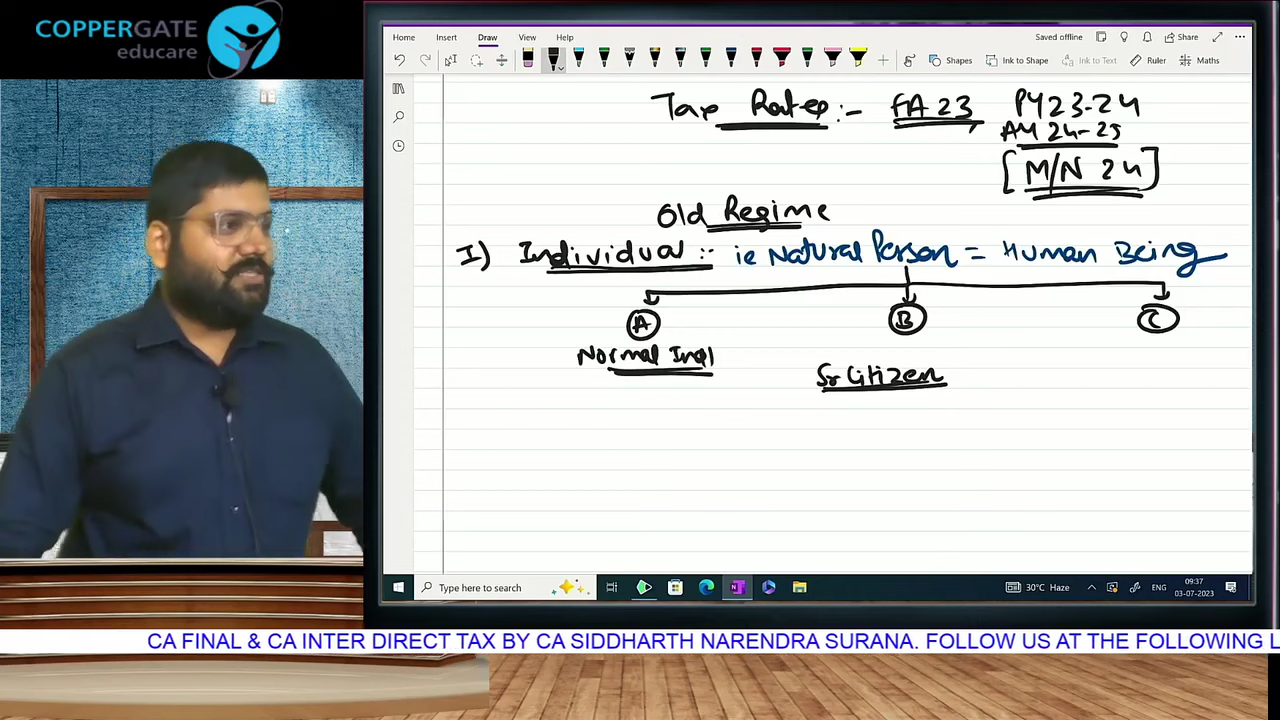 COPPERGATE
educare
Home Insert Draw View Help
Saved offline Share
Shapes Ink to Shape Ink to Text Ruler Maths
Tax Rates :- FA 23 PY 23-24
AY 24-25
[M/N 24]
Old Regime
I) Individual :- ie Natural Person = Human Being
A B C
Normal Indl
Sr Citizen
Type here to search
30°C Haze
ENG
09:37
03-07-2023
CA FINAL & CA INTER DIRECT TAX BY CA SIDDHARTH NARENDRA SURANA. FOLLOW US AT THE FOLLOWING L